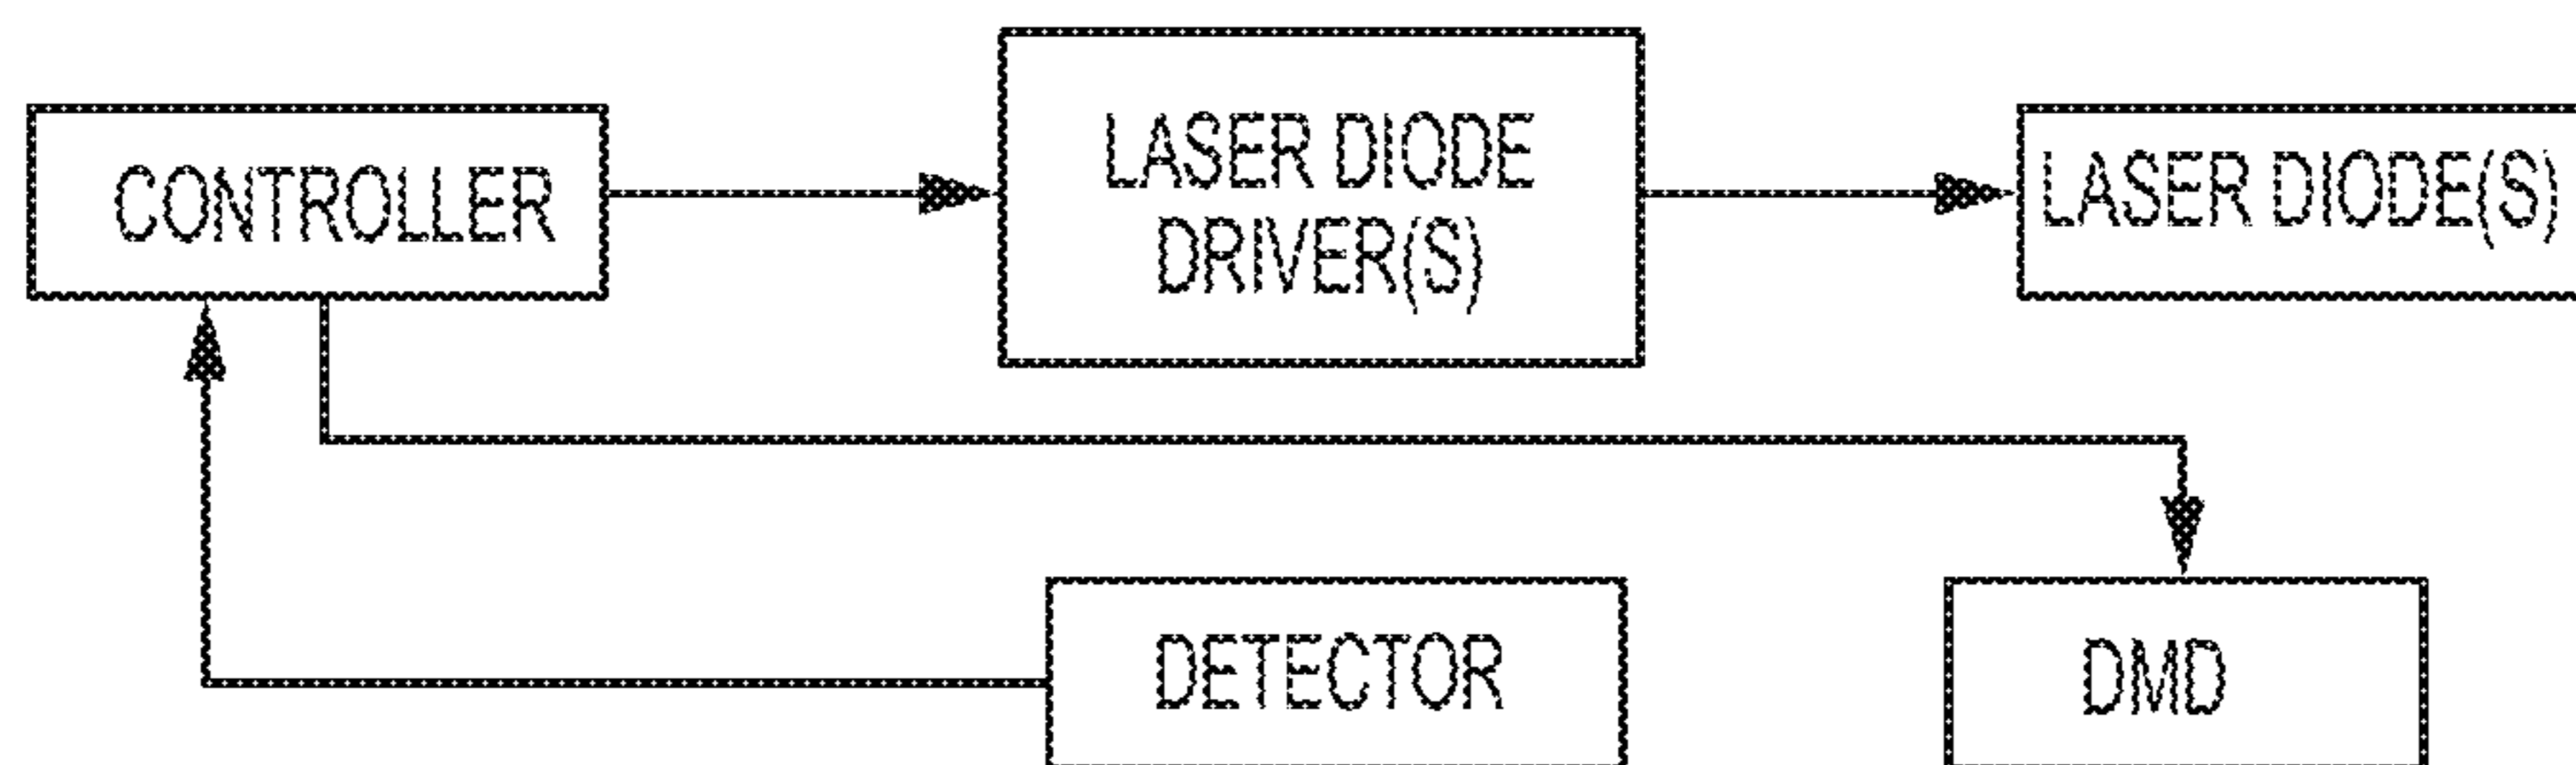 CONTROLLER
LASER DIODE
DRIVER(S)
LASER DIODE(S)
DETECTOR
DMD